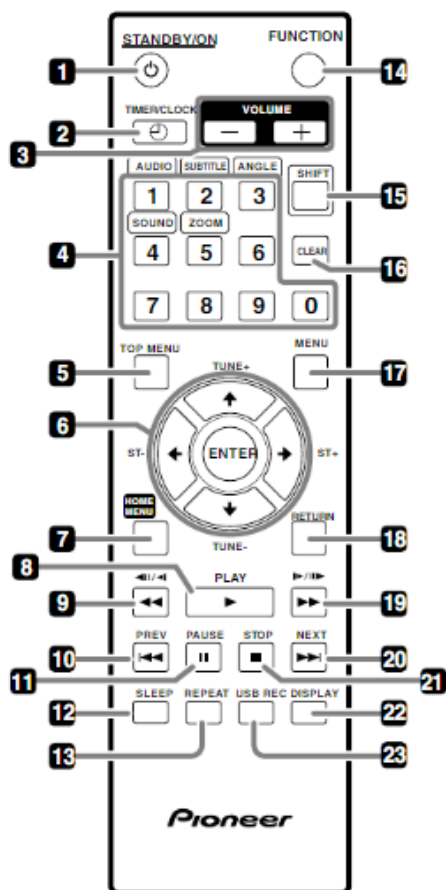 STANDBY/ON FUNCTION
1 14
TIMER/CLOCK VOLUME
2 − +
3
AUDIO SUBTITLE ANGLE SHIFT
1 2 3 15
SOUND ZOOM
4 4 5 6 CLEAR 16
7 8 9 0
TOP MENU TUNE+ MENU
5 17
6 ST- ENTER ST+
HOME MENU RETURN
7 TUNE- 18
8 PLAY
9 19
PREV PAUSE STOP NEXT
10 20
11 21
SLEEP REPEAT USB REC DISPLAY
12 22
13 23
Pioneer